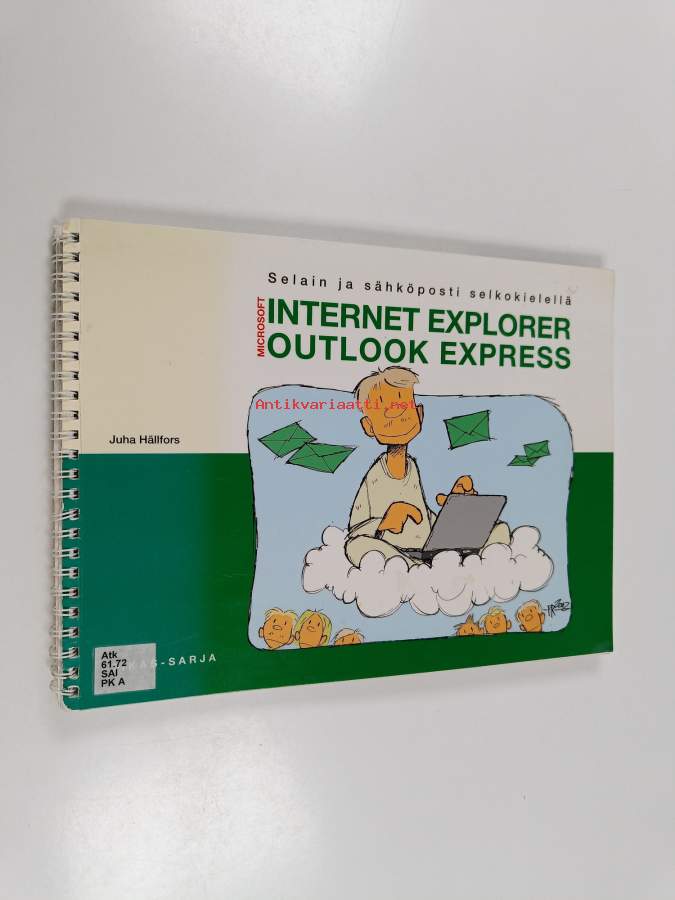 Selain ja sähköposti selkokielellä
MICROSOFT
INTERNET EXPLORER
OUTLOOK EXPRESS
Antikvariaatti.net
Juha Hällfors
Atk
61.72
SAI
PK A
KAS-SARJA